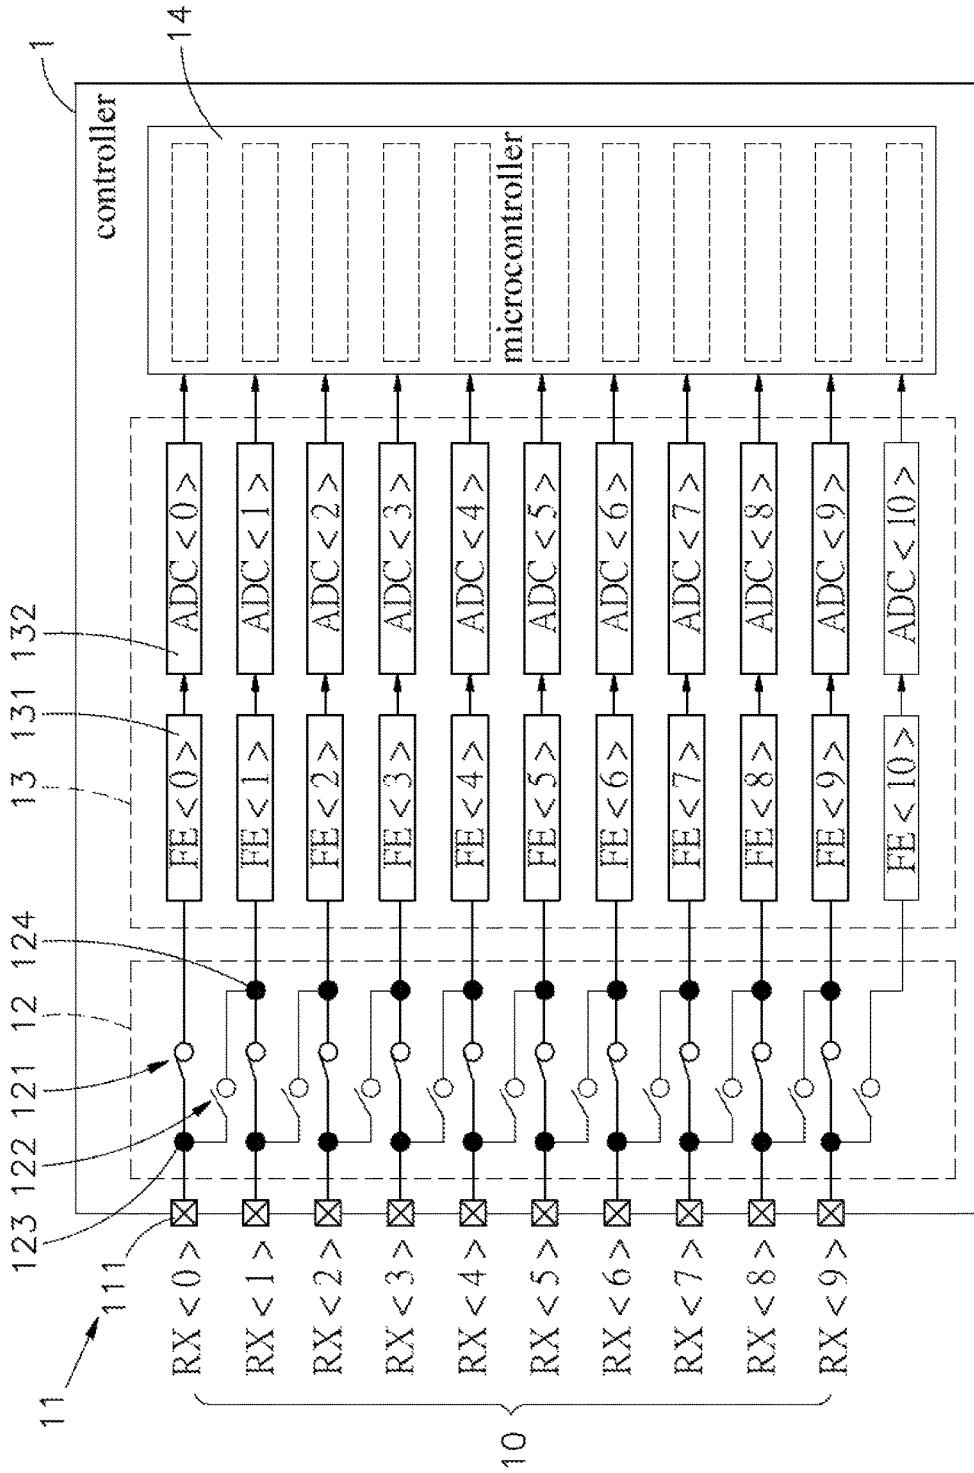 1
controller
14
microcontroller
132
131
13
124
12
121
122
123
111
11
10
RX <0> FE <0> ADC <0>
RX <1> FE <1> ADC <1>
RX <2> FE <2> ADC <2>
RX <3> FE <3> ADC <3>
RX <4> FE <4> ADC <4>
RX <5> FE <5> ADC <5>
RX <6> FE <6> ADC <6>
RX <7> FE <7> ADC <7>
RX <8> FE <8> ADC <8>
RX <9> FE <9> ADC <9>
FE <10> ADC <10>